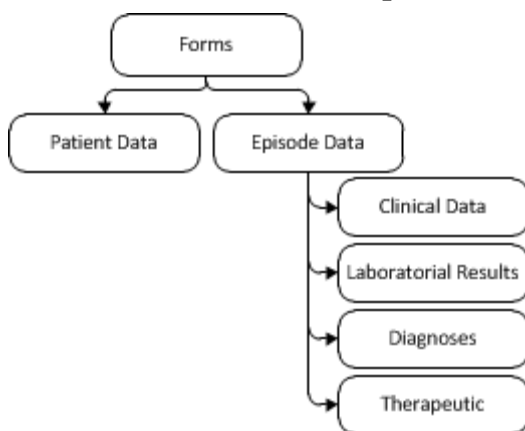 Forms
Patient Data
Episode Data
Clinical Data
Laboratorial Results
Diagnoses
Therapeutic